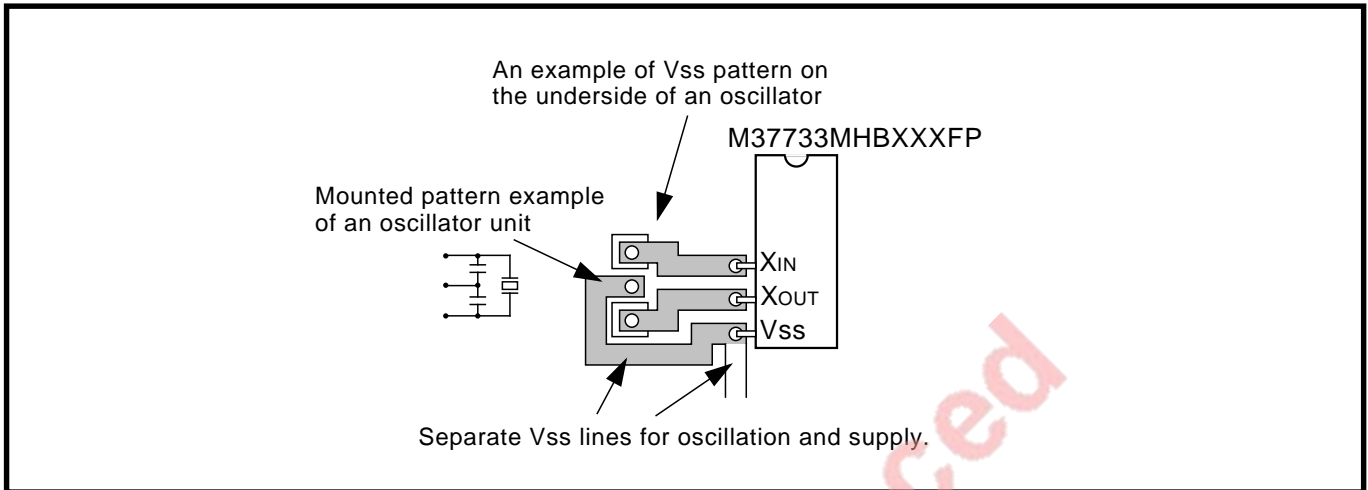 An example of Vss pattern on
the underside of an oscillator
M37733MHBXXXFP
Mounted pattern example
of an oscillator unit
XIN
XOUT
Vss
Separate Vss lines for oscillation and supply.
ced